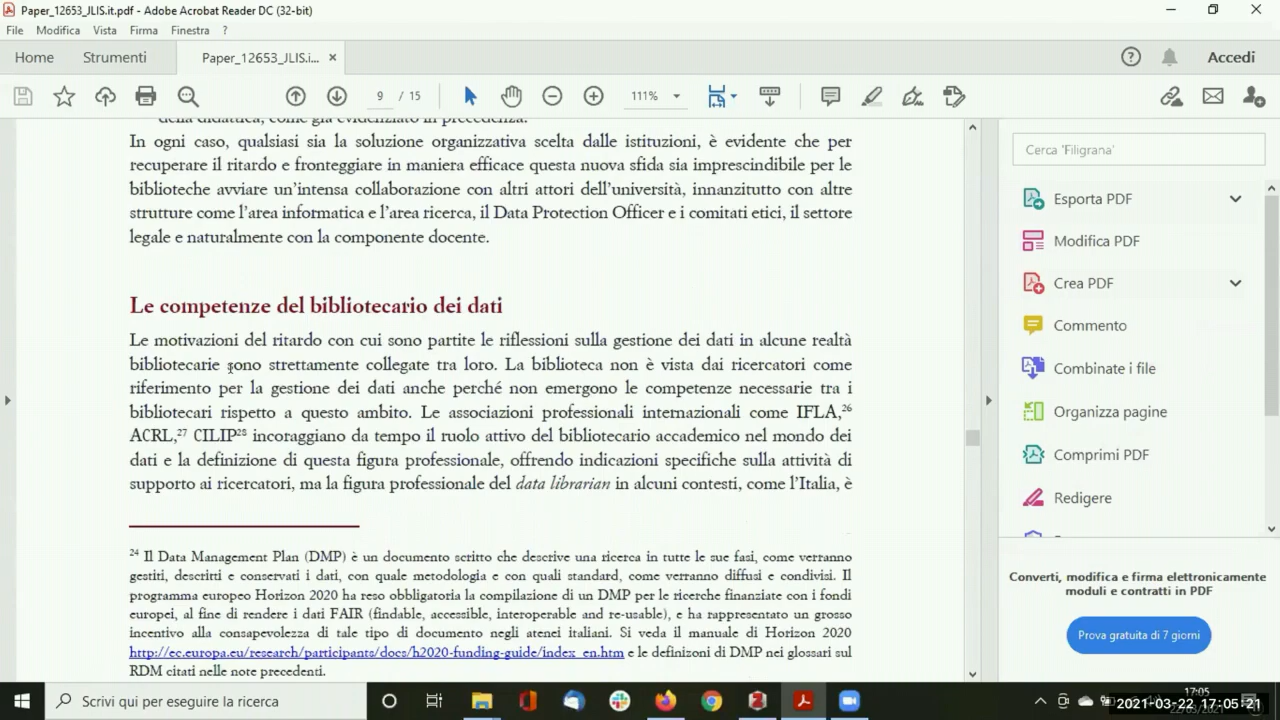 Paper_12653_JLIS.it.pdf - Adobe Acrobat Reader DC (32-bit)
File Modifica Vista Firma Finestra ?
Home Strumenti Paper_12653_JLIS.i... × Accedi
9 / 15 111%
della didattica, come già evidenziato in precedenza.
In ogni caso, qualsiasi sia la soluzione organizzativa scelta dalle istituzioni, è evidente che per
recuperare il ritardo e fronteggiare in maniera efficace questa nuova sfida sia imprescindibile per le
biblioteche avviare un’intensa collaborazione con altri attori dell’università, innanzitutto con altre
strutture come l’area informatica e l’area ricerca, il Data Protection Officer e i comitati etici, il settore
legale e naturalmente con la componente docente.
Le competenze del bibliotecario dei dati
Le motivazioni del ritardo con cui sono partite le riflessioni sulla gestione dei dati in alcune realtà
bibliotecarie sono strettamente collegate tra loro. La biblioteca non è vista dai ricercatori come
riferimento per la gestione dei dati anche perché non emergono le competenze necessarie tra i
bibliotecari rispetto a questo ambito. Le associazioni professionali internazionali come IFLA,26
ACRL,27 CILIP28 incoraggiano da tempo il ruolo attivo del bibliotecario accademico nel mondo dei
dati e la definizione di questa figura professionale, offrendo indicazioni specifiche sulla attività di
supporto ai ricercatori, ma la figura professionale del data librarian in alcuni contesti, come l’Italia, è
24 Il Data Management Plan (DMP) è un documento scritto che descrive una ricerca in tutte le sue fasi, come verranno
gestiti, descritti e conservati i dati, con quale metodologia e con quali standard, come verranno diffusi e condivisi. Il
programma europeo Horizon 2020 ha reso obbligatoria la compilazione di un DMP per le ricerche finanziate con i fondi
europei, al fine di rendere i dati FAIR (findable, accessible, interoperable and re-usable), e ha rappresentato un grosso
incentivo alla consapevolezza di tale tipo di documento negli atenei italiani. Si veda il manuale di Horizon 2020
http://ec.europa.eu/research/participants/docs/h2020-funding-guide/index_en.htm e le definizoni di DMP nei glossari sul
RDM citati nelle note precedenti.
Cerca 'Filigrana'
Esporta PDF
Modifica PDF
Crea PDF
Commento
Combinate i file
Organizza pagine
Comprimi PDF
Redigere
Converti, modifica e firma elettronicamente
moduli e contratti in PDF
Prova gratuita di 7 giorni
Scrivi qui per eseguire la ricerca
17:05
2021-03-22 17:05:21